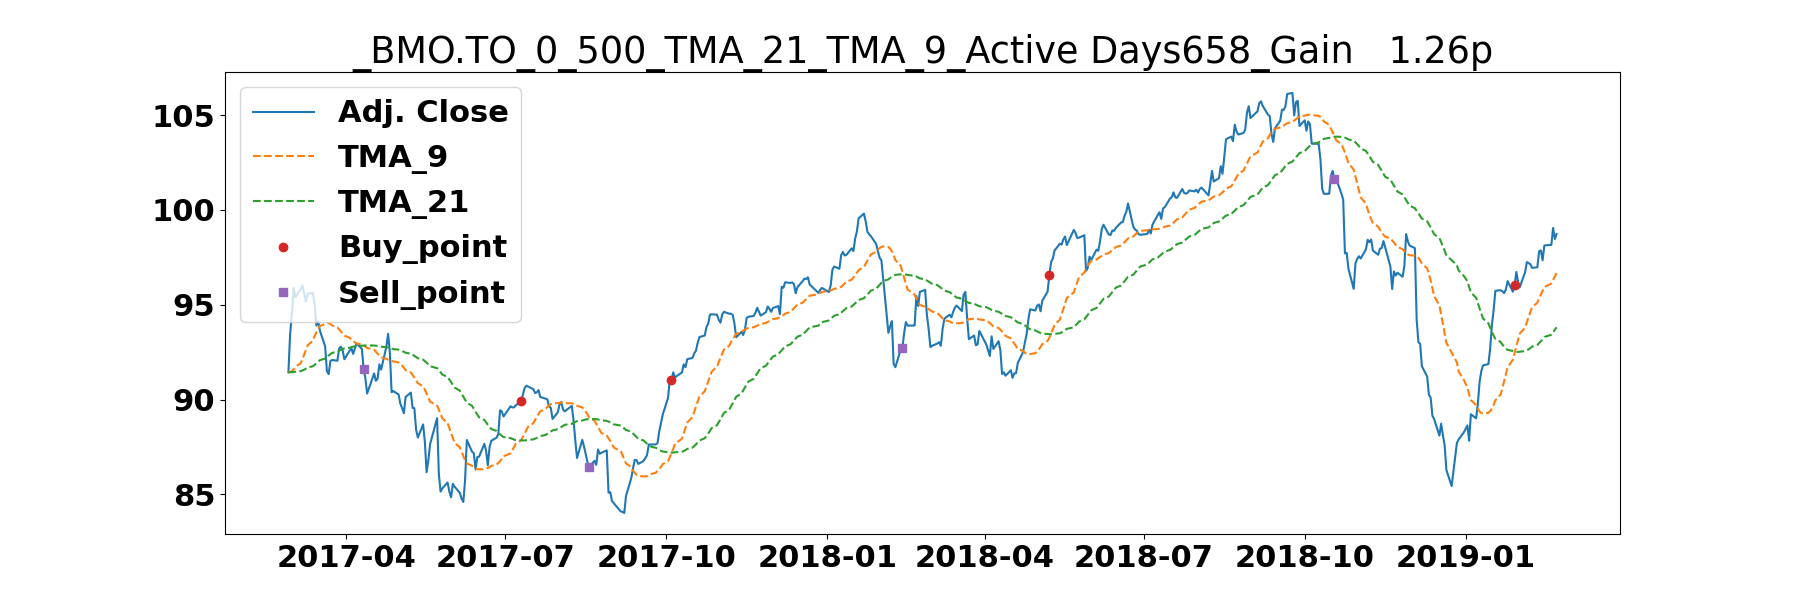 _BMO.TO_0_500_TMA_21_TMA_9_Active Days658_Gain   1.26p
Adj. Close
TMA_9
TMA_21
Buy_point
Sell_point
105
100
95
90
85
2017-04 2017-07 2017-10 2018-01 2018-04 2018-07 2018-10 2019-01